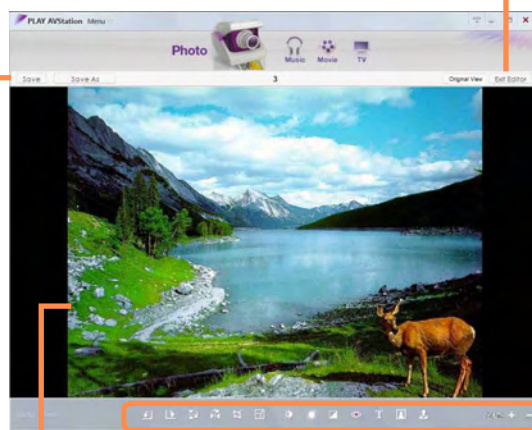 PLAY AVStation Menu
Photo
Music
Movie
TV
Save
Save As
3
Original View
Exit Editor
T